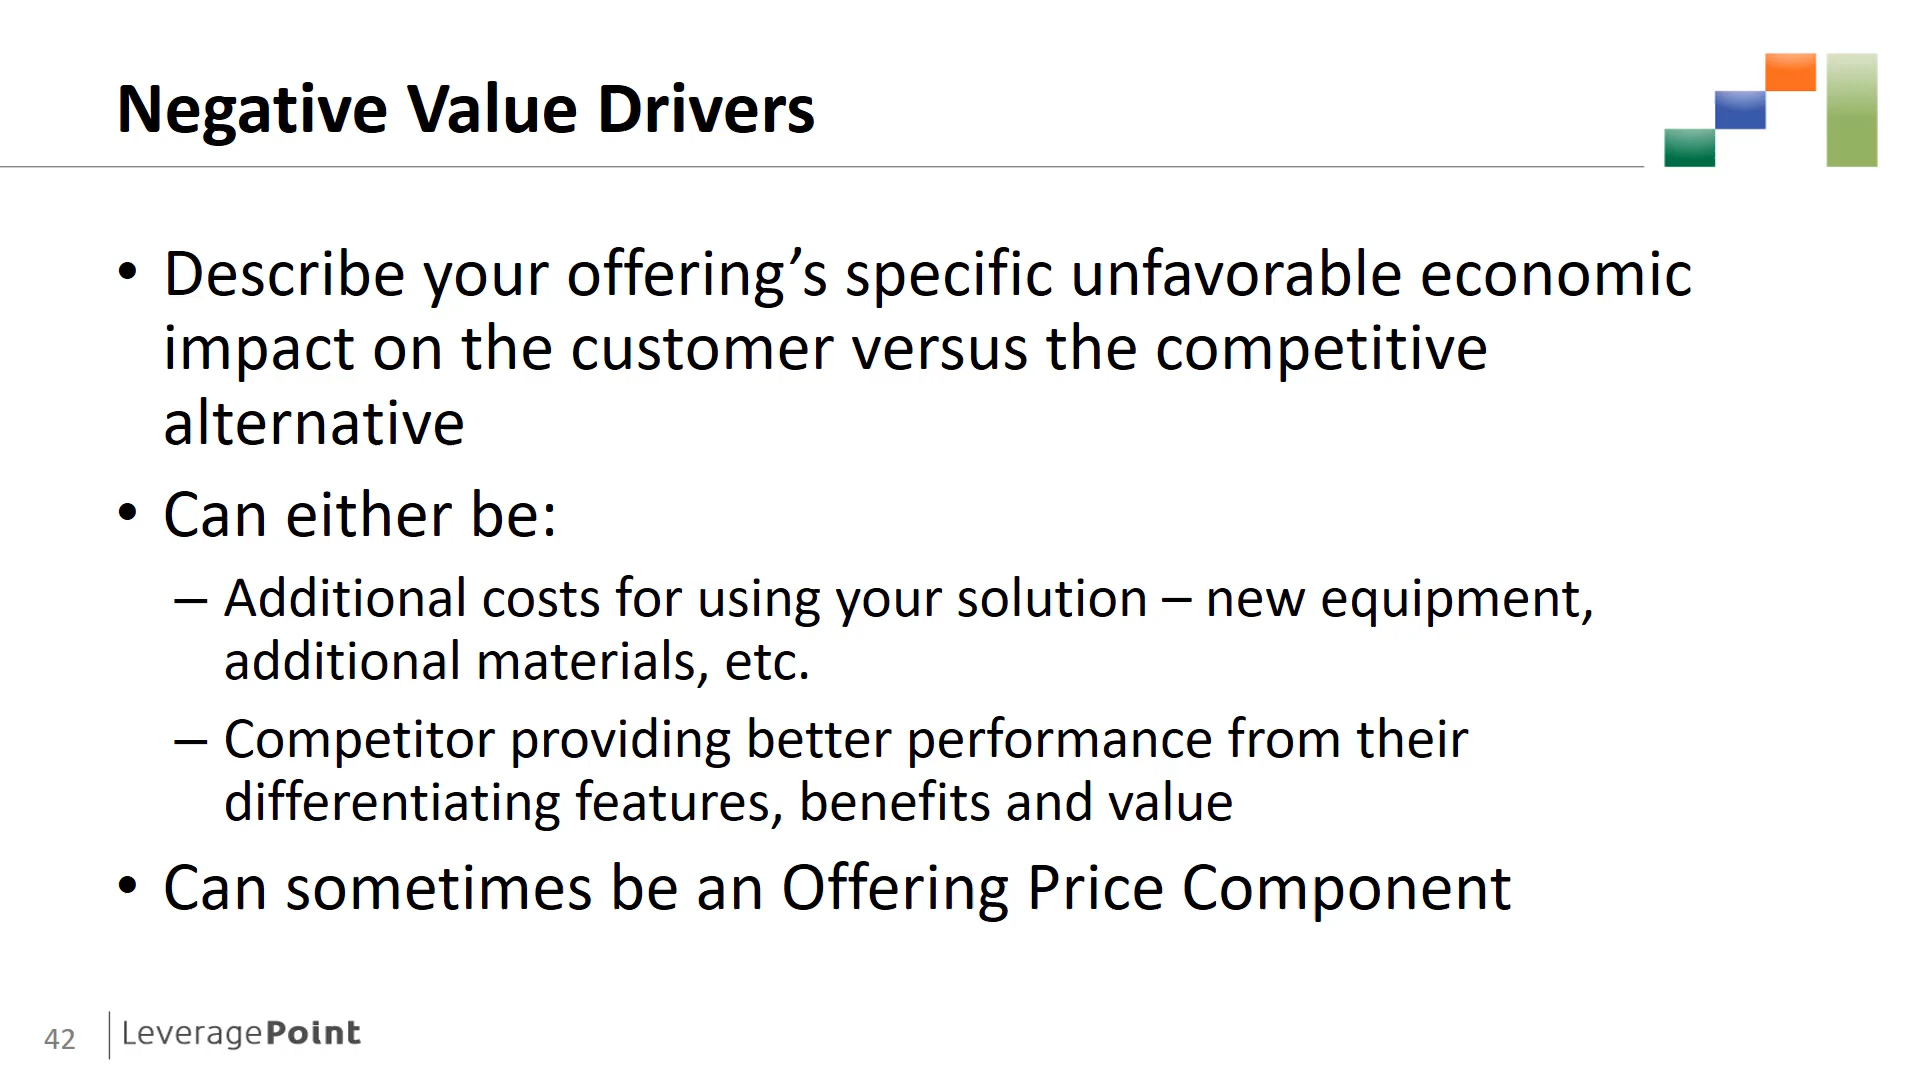 Negative Value Drivers
• Describe your offering’s specific unfavorable economic
impact on the customer versus the competitive
alternative
• Can either be:
– Additional costs for using your solution – new equipment,
additional materials, etc.
– Competitor providing better performance from their
differentiating features, benefits and value
• Can sometimes be an Offering Price Component
42
LeveragePoint